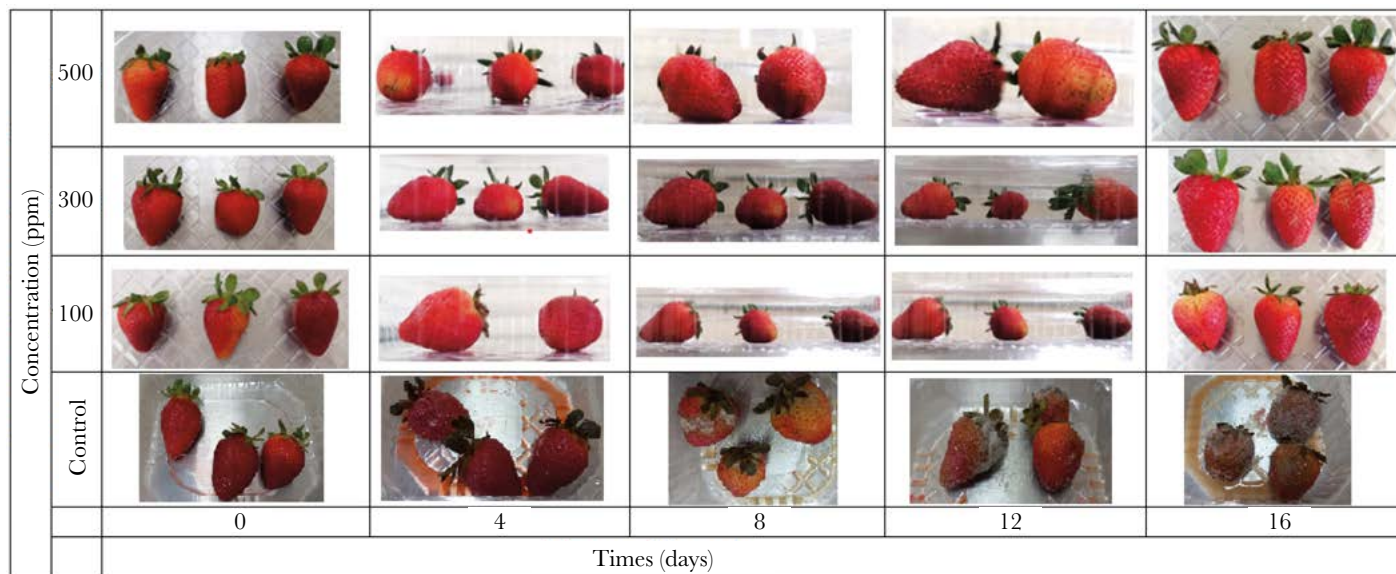 Concentration (ppm)
500
300
100
Control
0 4 8 12 16
Times (days)